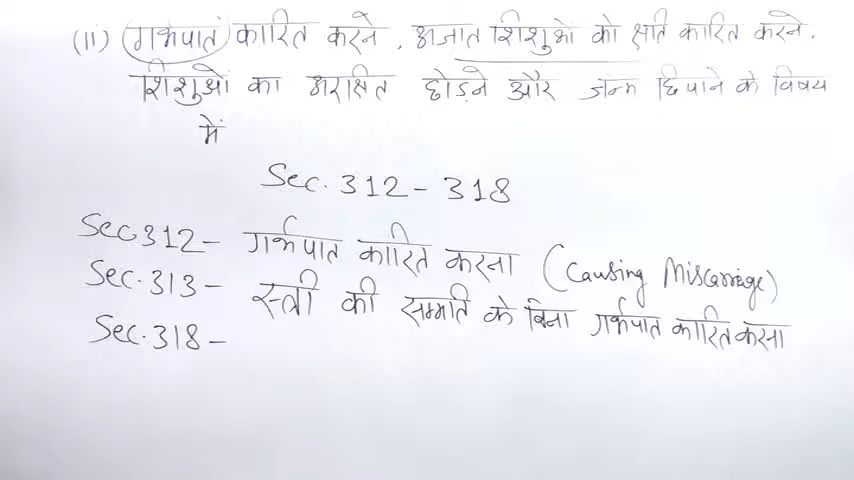 (ii) गर्भपात कारित करने, अजात शिशुओ को क्षति कारित करने,
शिशुओं का अरक्षित छोड़ने और जन्म छिपाने के विषय
में
Sec. 312 - 318
Sec 312 - गर्भपात कारित करना (Causing Miscarriage)
Sec. 313 - स्त्री की सम्मति के बिना गर्भपात कारित करना
Sec. 318 -